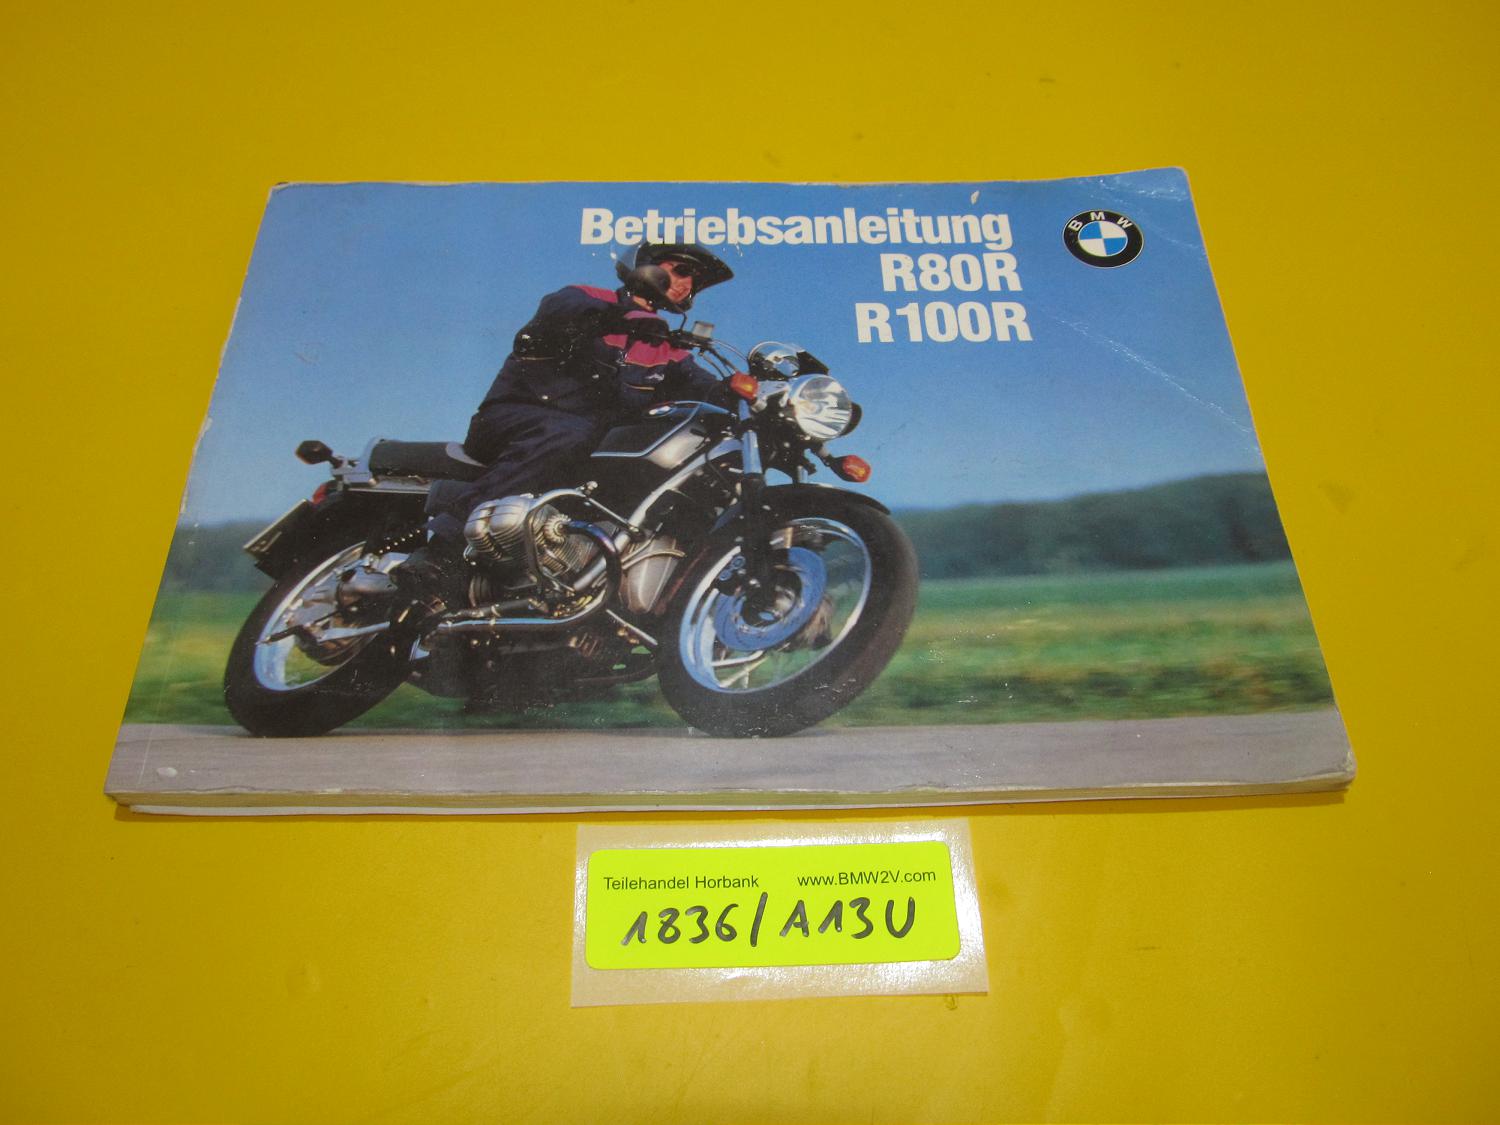 Betriebsanleitung
BMW
R80R
R100R
Teilehandel Horbank www.BMW2V.com
1836/A13U